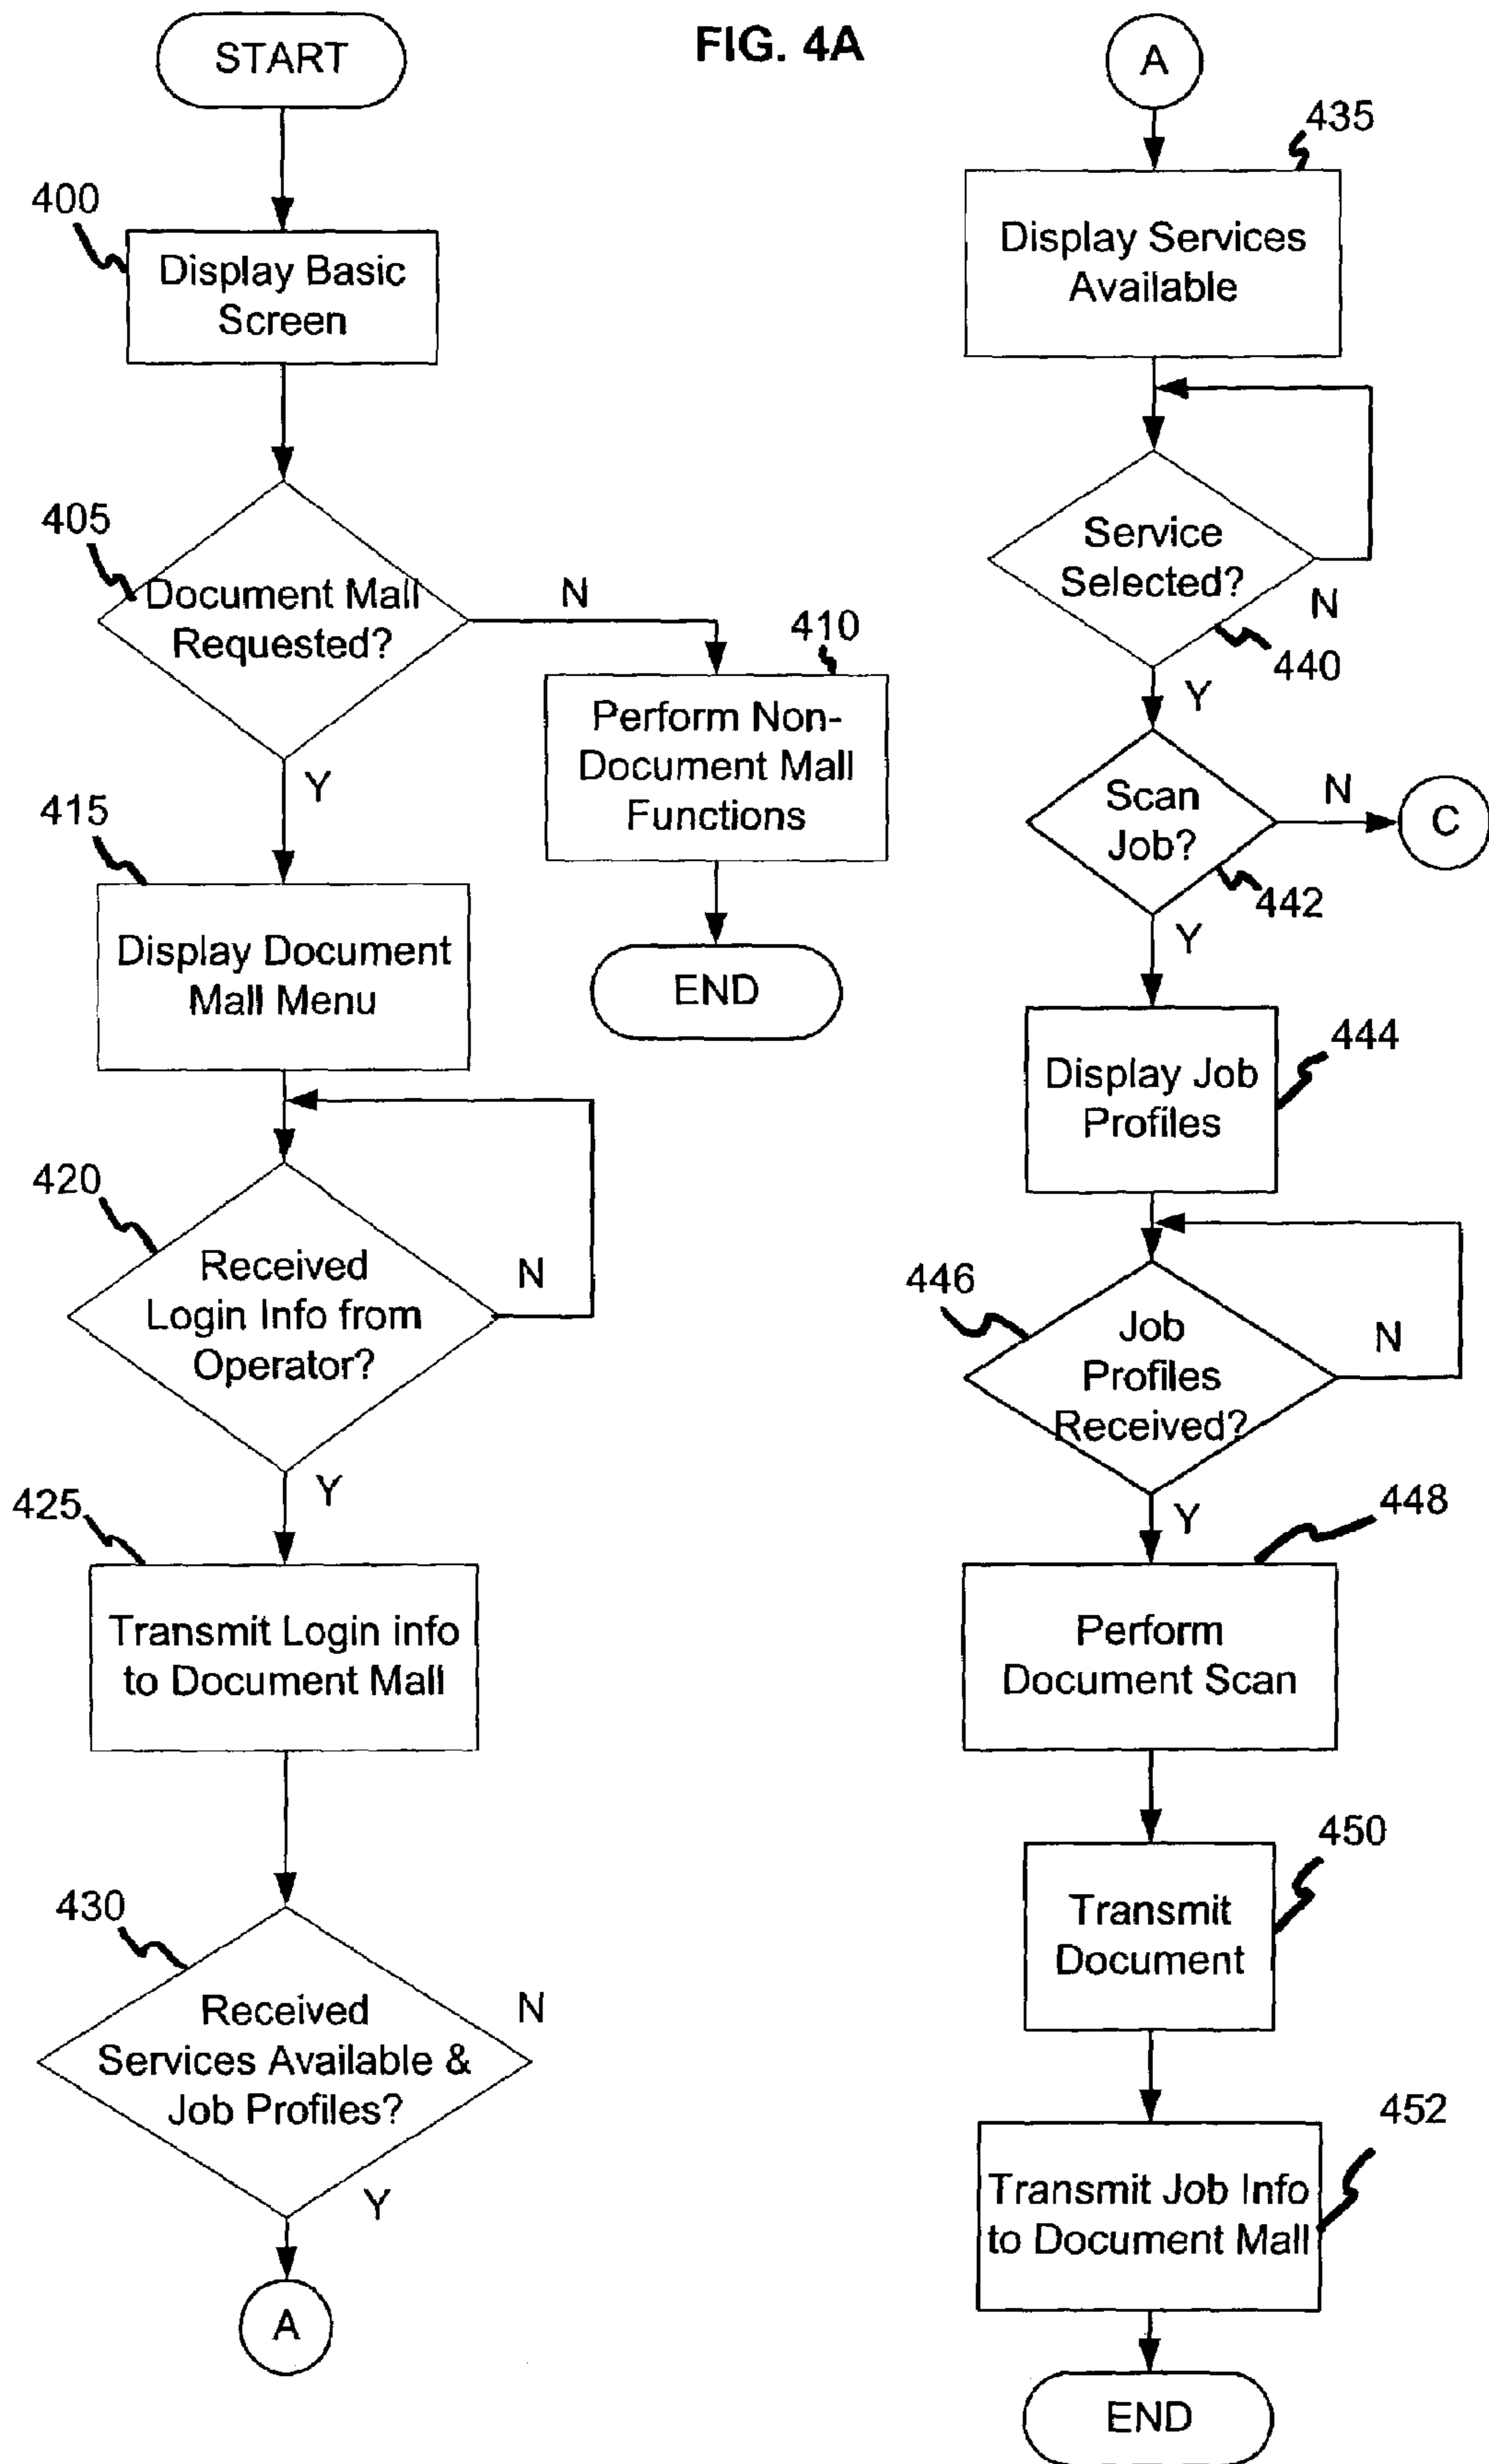 FIG. 4A
START
400
Display Basic
Screen
405
Document Mall
Requested?
N
410
Perform Non-
Document Mall
Functions
END
Y
415
Display Document
Mall Menu
420
Received
Login Info from
Operator?
N
Y
425
Transmit Login info
to Document Mall
430
Received
Services Available &
Job Profiles?
N
Y
A
A
435
Display Services
Available
Service
Selected?
N
440
Y
Scan
Job?
N
C
442
Y
Display Job
Profiles
444
446
Job
Profiles
Received?
N
Y
448
Perform
Document Scan
450
Transmit
Document
452
Transmit Job Info
to Document Mall
END